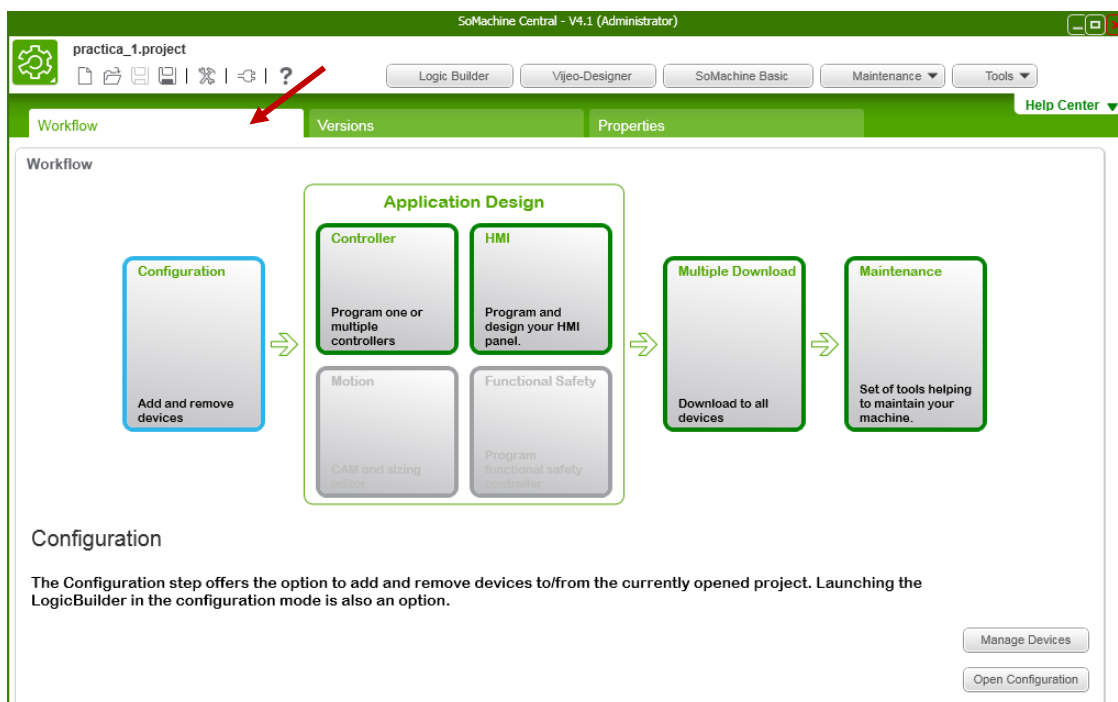 SoMachine Central - V4.1 (Administrator)
practica_1.project
?
Logic Builder
Vijeo-Designer
SoMachine Basic
Maintenance
Tools
Help Center
Workflow
Versions
Properties
Workflow
Application Design
Configuration
Add and remove
devices
Controller
Program one or
multiple
controllers
HMI
Program and
design your HMI
panel.
Motion
CAM and sizing
editor
Functional Safety
Program
functional safety
controller
Multiple Download
Download to all
devices
Maintenance
Set of tools helping
to maintain your
machine.
Configuration
The Configuration step offers the option to add and remove devices to/from the currently opened project. Launching the
LogicBuilder in the configuration mode is also an option.
Manage Devices
Open Configuration